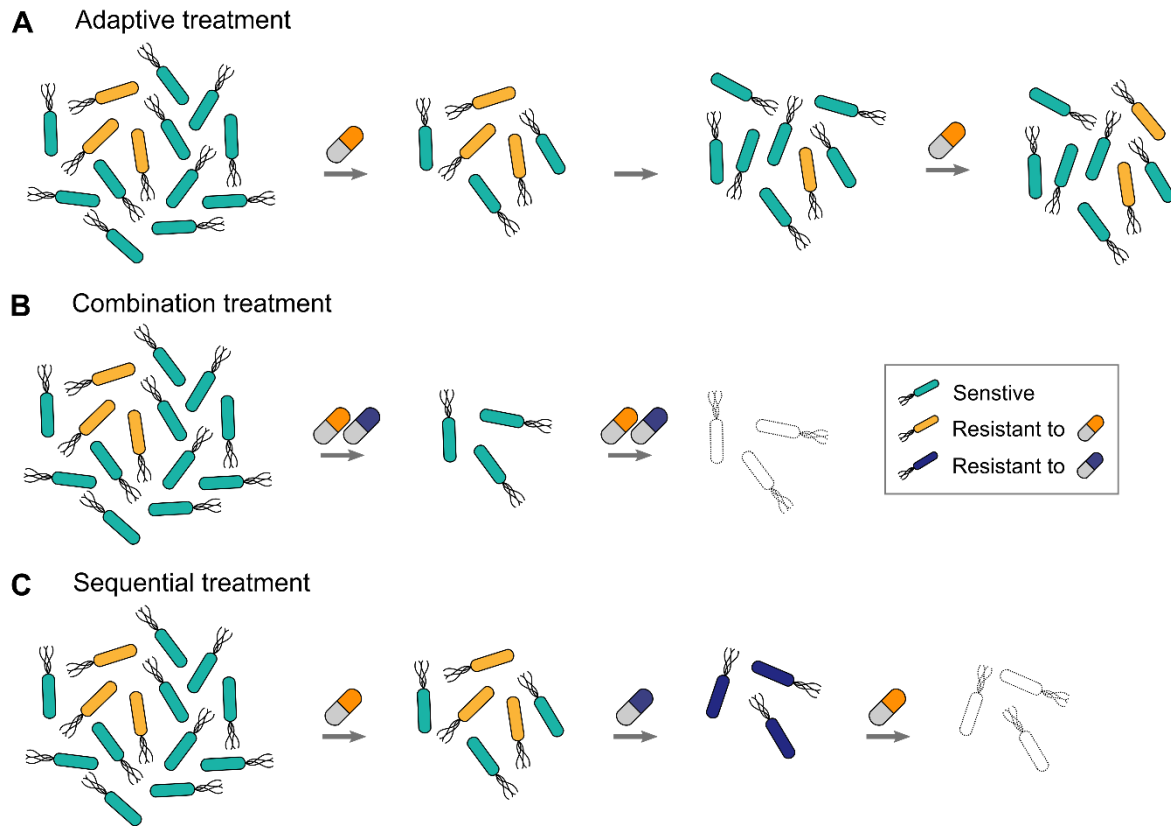 A Adaptive treatment
B Combination treatment
Senstive
Resistant to
Resistant to
C Sequential treatment